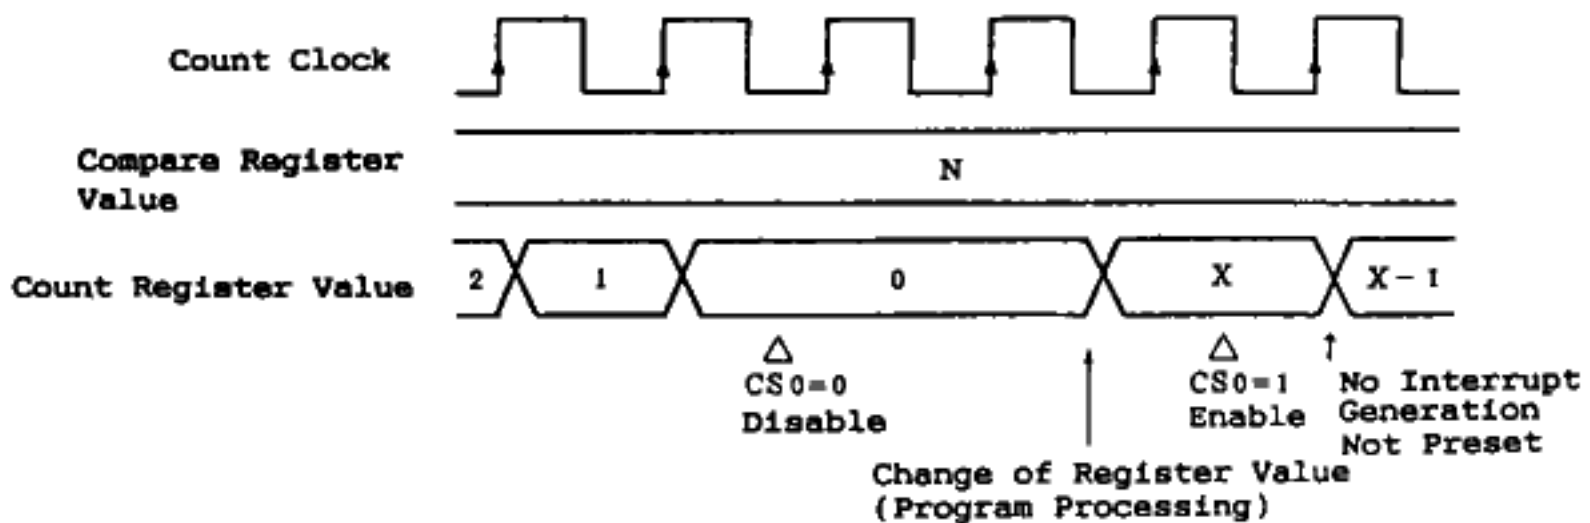 Count Clock
Compare Register
Value
N
Count Register Value
2
1
0
X
X-1
CS0=0
Disable
CS0=1
Enable
No Interrupt
Generation
Not Preset
Change of Register Value
(Program Processing)